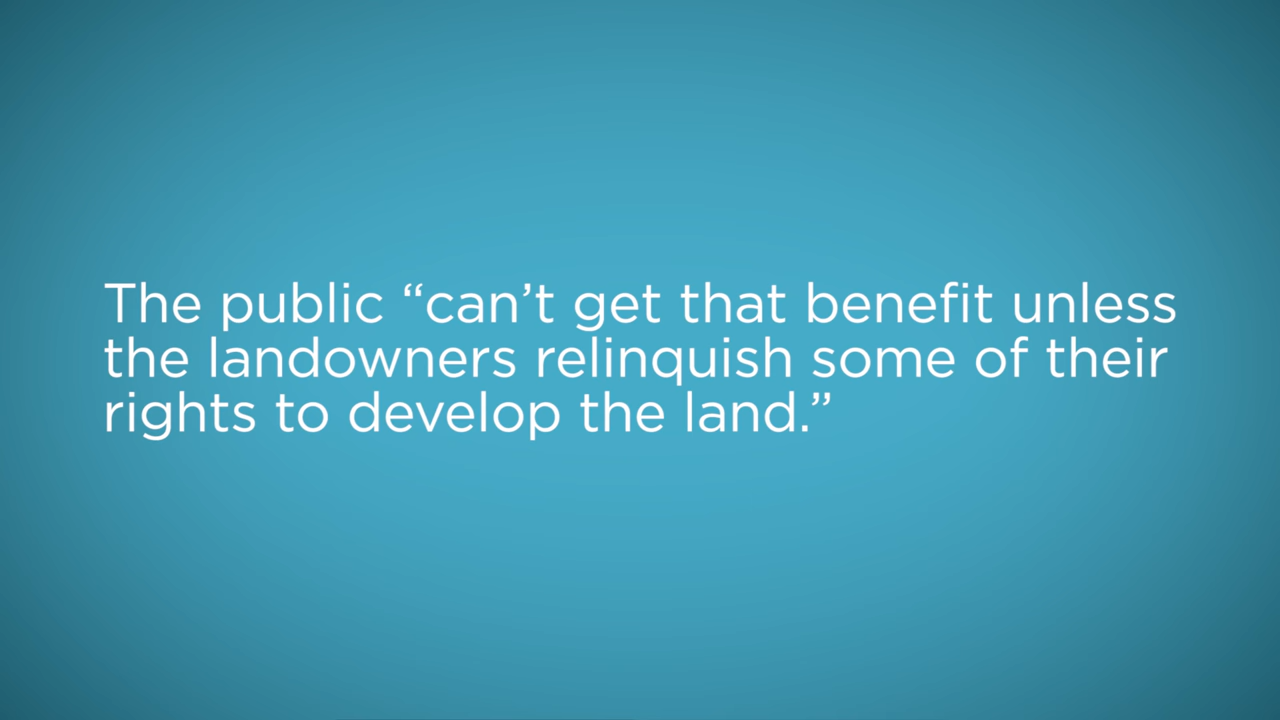 The public “can’t get that benefit unless
the landowners relinquish some of their
rights to develop the land.”